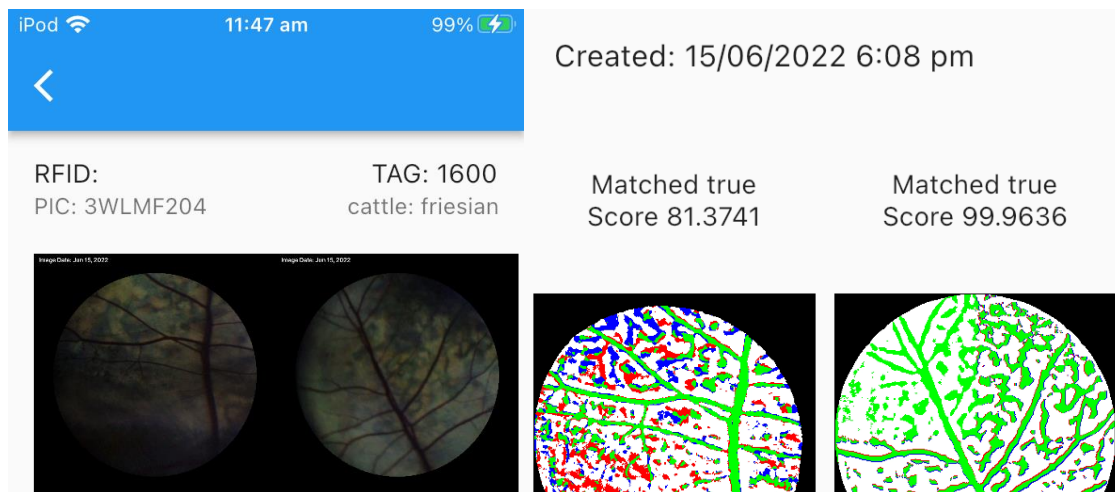 iPod 11:47 am 99%
RFID: TAG: 1600
PIC: 3WLMF204 cattle: friesian
Image Date: Jun 15, 2022 Image Date: Jun 15, 2022
Created: 15/06/2022 6:08 pm
Matched true Matched true
Score 81.3741 Score 99.9636